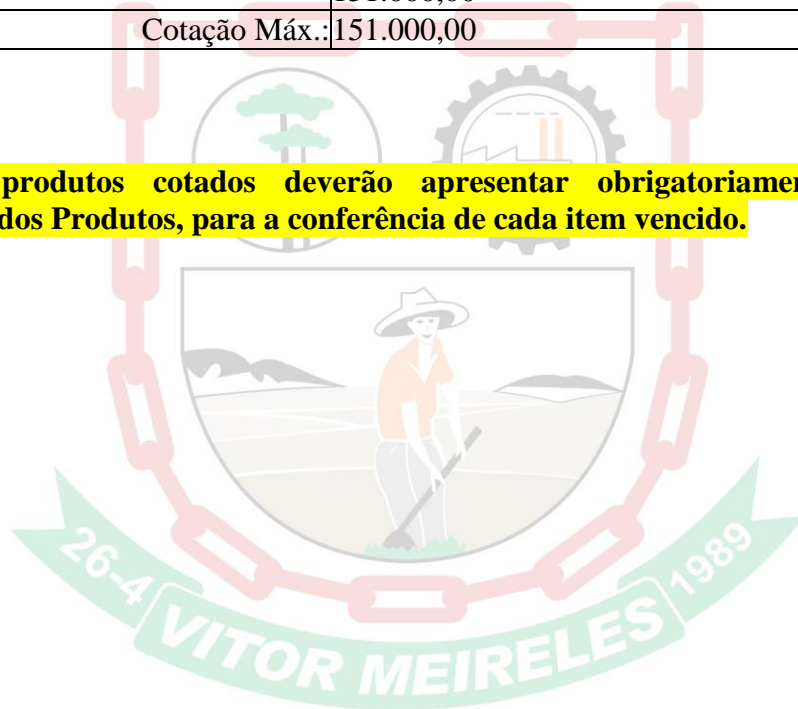 Cotação Máx.: 151.000,00
produtos cotados deverão apresentar obrigatoriamen
dos Produtos, para a conferência de cada item vencido.
26-4 VITOR MEIRELES 1989